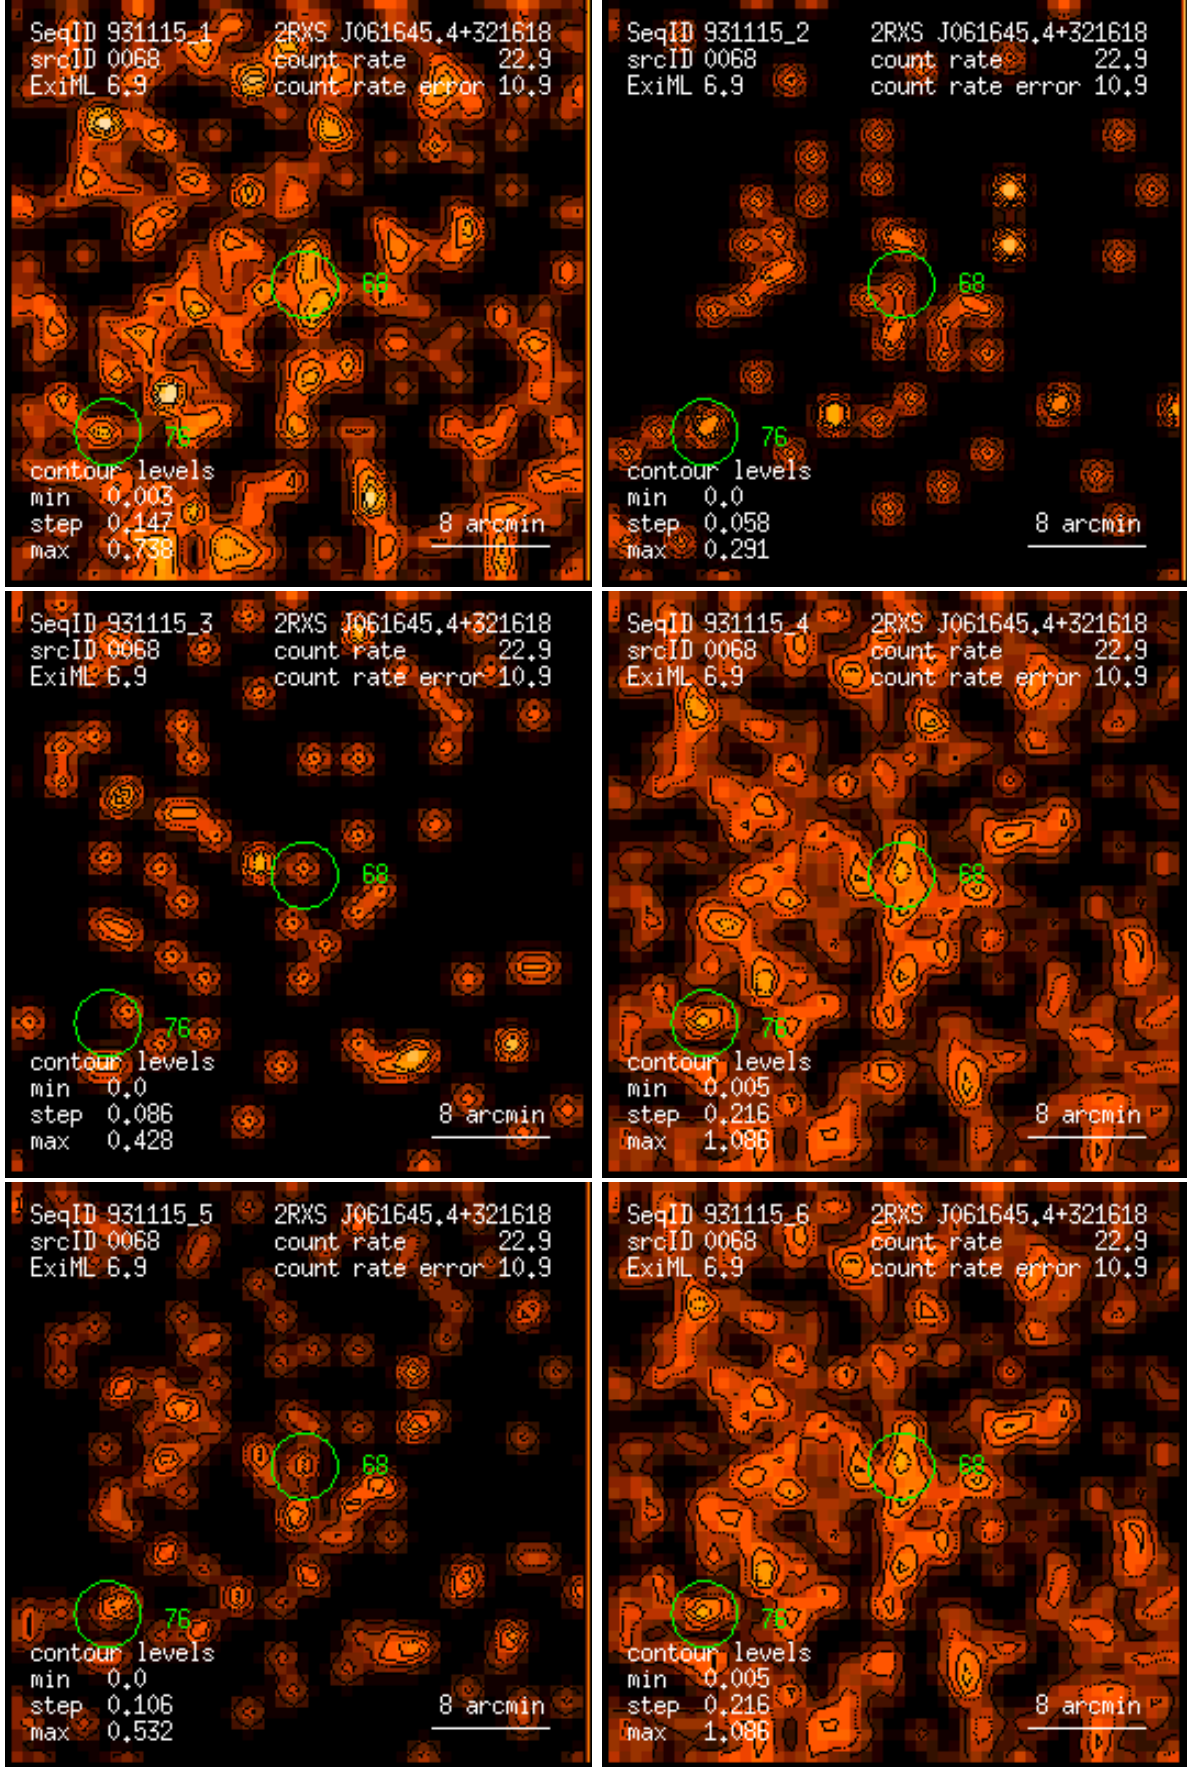 SeqID 931115_1 2RXS J061645.4+321618
srcID 0068 count rate 22.9
ExiML 6.9 count rate error 10.9
68
76
contour levels
min 0.003
step 0.147 8 arcmin
max 0.738
SeqID 931115_2 2RXS J061645.4+321618
srcID 0068 count rate 22.9
ExiML 6.9 count rate error 10.9
68
76
contour levels
min 0.0
step 0.058 8 arcmin
max 0.291
SeqID 931115_3 2RXS J061645.4+321618
srcID 0068 count rate 22.9
ExiML 6.9 count rate error 10.9
68
76
contour levels
min 0.0
step 0.086 8 arcmin
max 0.428
SeqID 931115_4 2RXS J061645.4+321618
srcID 0068 count rate 22.9
ExiML 6.9 count rate error 10.9
68
76
contour levels
min 0.005
step 0.216 8 arcmin
max 1.086
SeqID 931115_5 2RXS J061645.4+321618
srcID 0068 count rate 22.9
ExiML 6.9 count rate error 10.9
68
76
contour levels
min 0.0
step 0.106 8 arcmin
max 0.532
SeqID 931115_6 2RXS J061645.4+321618
srcID 0068 count rate 22.9
ExiML 6.9 count rate error 10.9
68
76
contour levels
min 0.005
step 0.216 8 arcmin
max 1.086